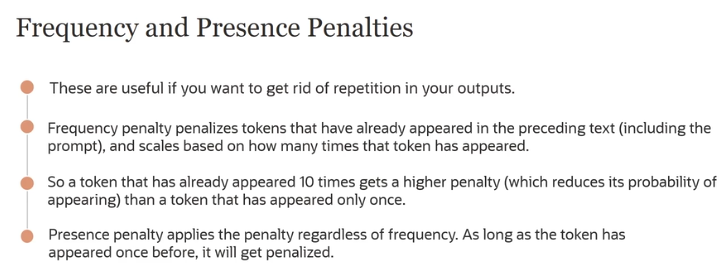 Frequency and Presence Penalties
These are useful if you want to get rid of repetition in your outputs.
Frequency penalty penalizes tokens that have already appeared in the preceding text (including the
prompt), and scales based on how many times that token has appeared.
So a token that has already appeared 10 times gets a higher penalty (which reduces its probability of
appearing) than a token that has appeared only once.
Presence penalty applies the penalty regardless of frequency. As long as the token has
appeared once before, it will get penalized.